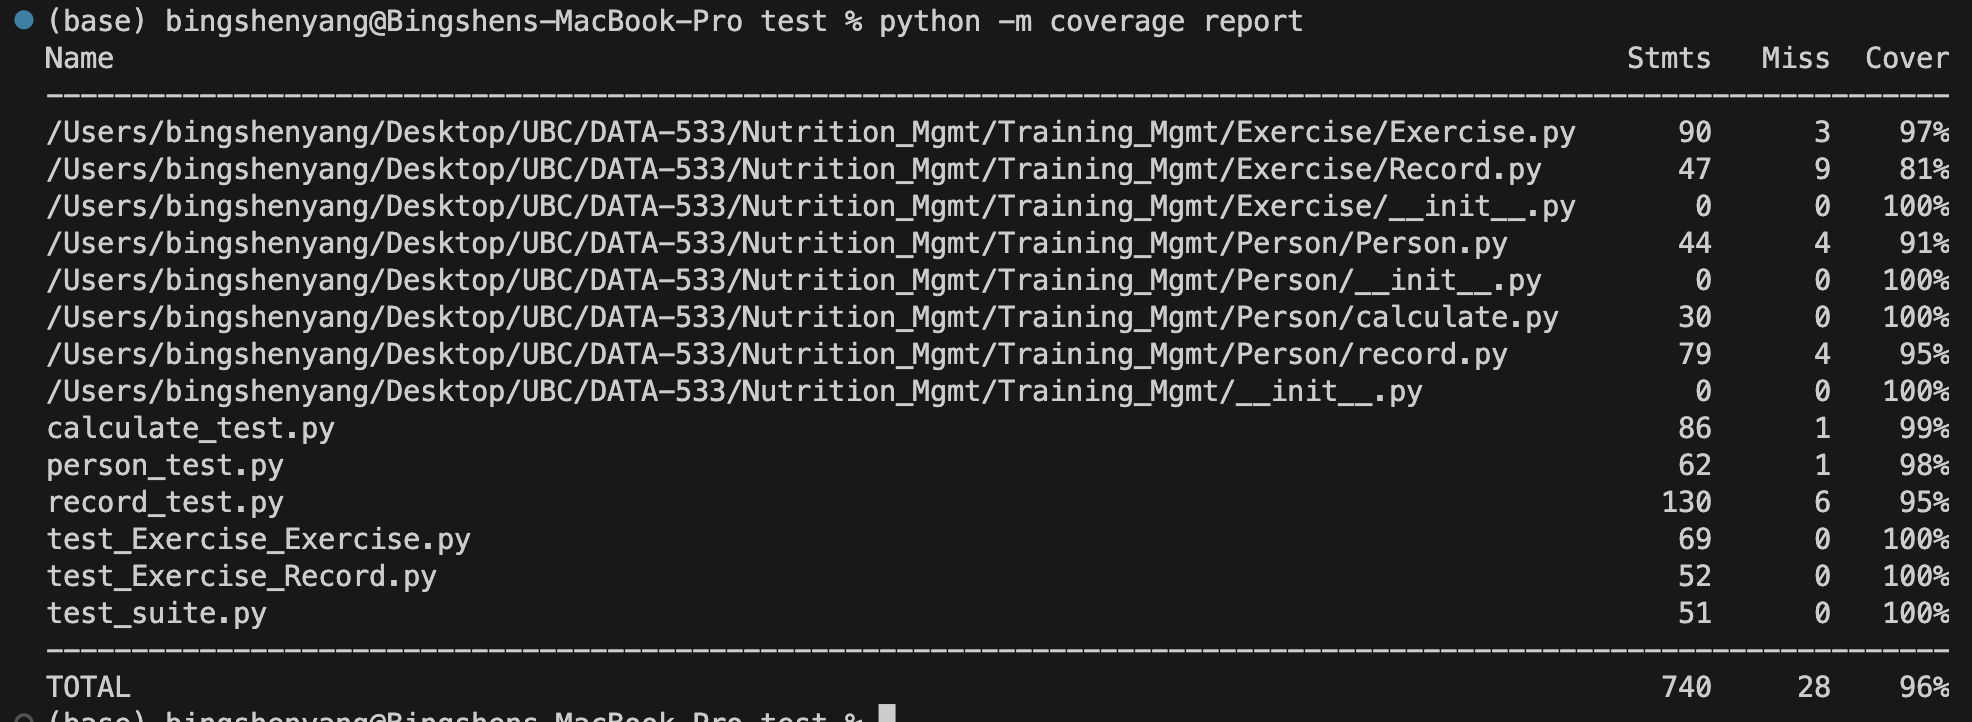 (base) bingshenyang@Bingshens-MacBook-Pro test % python -m coverage report
Name Stmts Miss Cover
/Users/bingshenyang/Desktop/UBC/DATA-533/Nutrition_Mgmt/Training_Mgmt/Exercise/Exercise.py 90 3 97%
/Users/bingshenyang/Desktop/UBC/DATA-533/Nutrition_Mgmt/Training_Mgmt/Exercise/Record.py 47 9 81%
/Users/bingshenyang/Desktop/UBC/DATA-533/Nutrition_Mgmt/Training_Mgmt/Exercise/__init__.py 0 0 100%
/Users/bingshenyang/Desktop/UBC/DATA-533/Nutrition_Mgmt/Training_Mgmt/Person/Person.py 44 4 91%
/Users/bingshenyang/Desktop/UBC/DATA-533/Nutrition_Mgmt/Training_Mgmt/Person/__init__.py 0 0 100%
/Users/bingshenyang/Desktop/UBC/DATA-533/Nutrition_Mgmt/Training_Mgmt/Person/calculate.py 30 0 100%
/Users/bingshenyang/Desktop/UBC/DATA-533/Nutrition_Mgmt/Training_Mgmt/Person/record.py 79 4 95%
/Users/bingshenyang/Desktop/UBC/DATA-533/Nutrition_Mgmt/Training_Mgmt/__init__.py 0 0 100%
calculate_test.py 86 1 99%
person_test.py 62 1 98%
record_test.py 130 6 95%
test_Exercise_Exercise.py 69 0 100%
test_Exercise_Record.py 52 0 100%
test_suite.py 51 0 100%
TOTAL 740 28 96%
(base) bingshenyang@Bingshens-MacBook-Pro test %